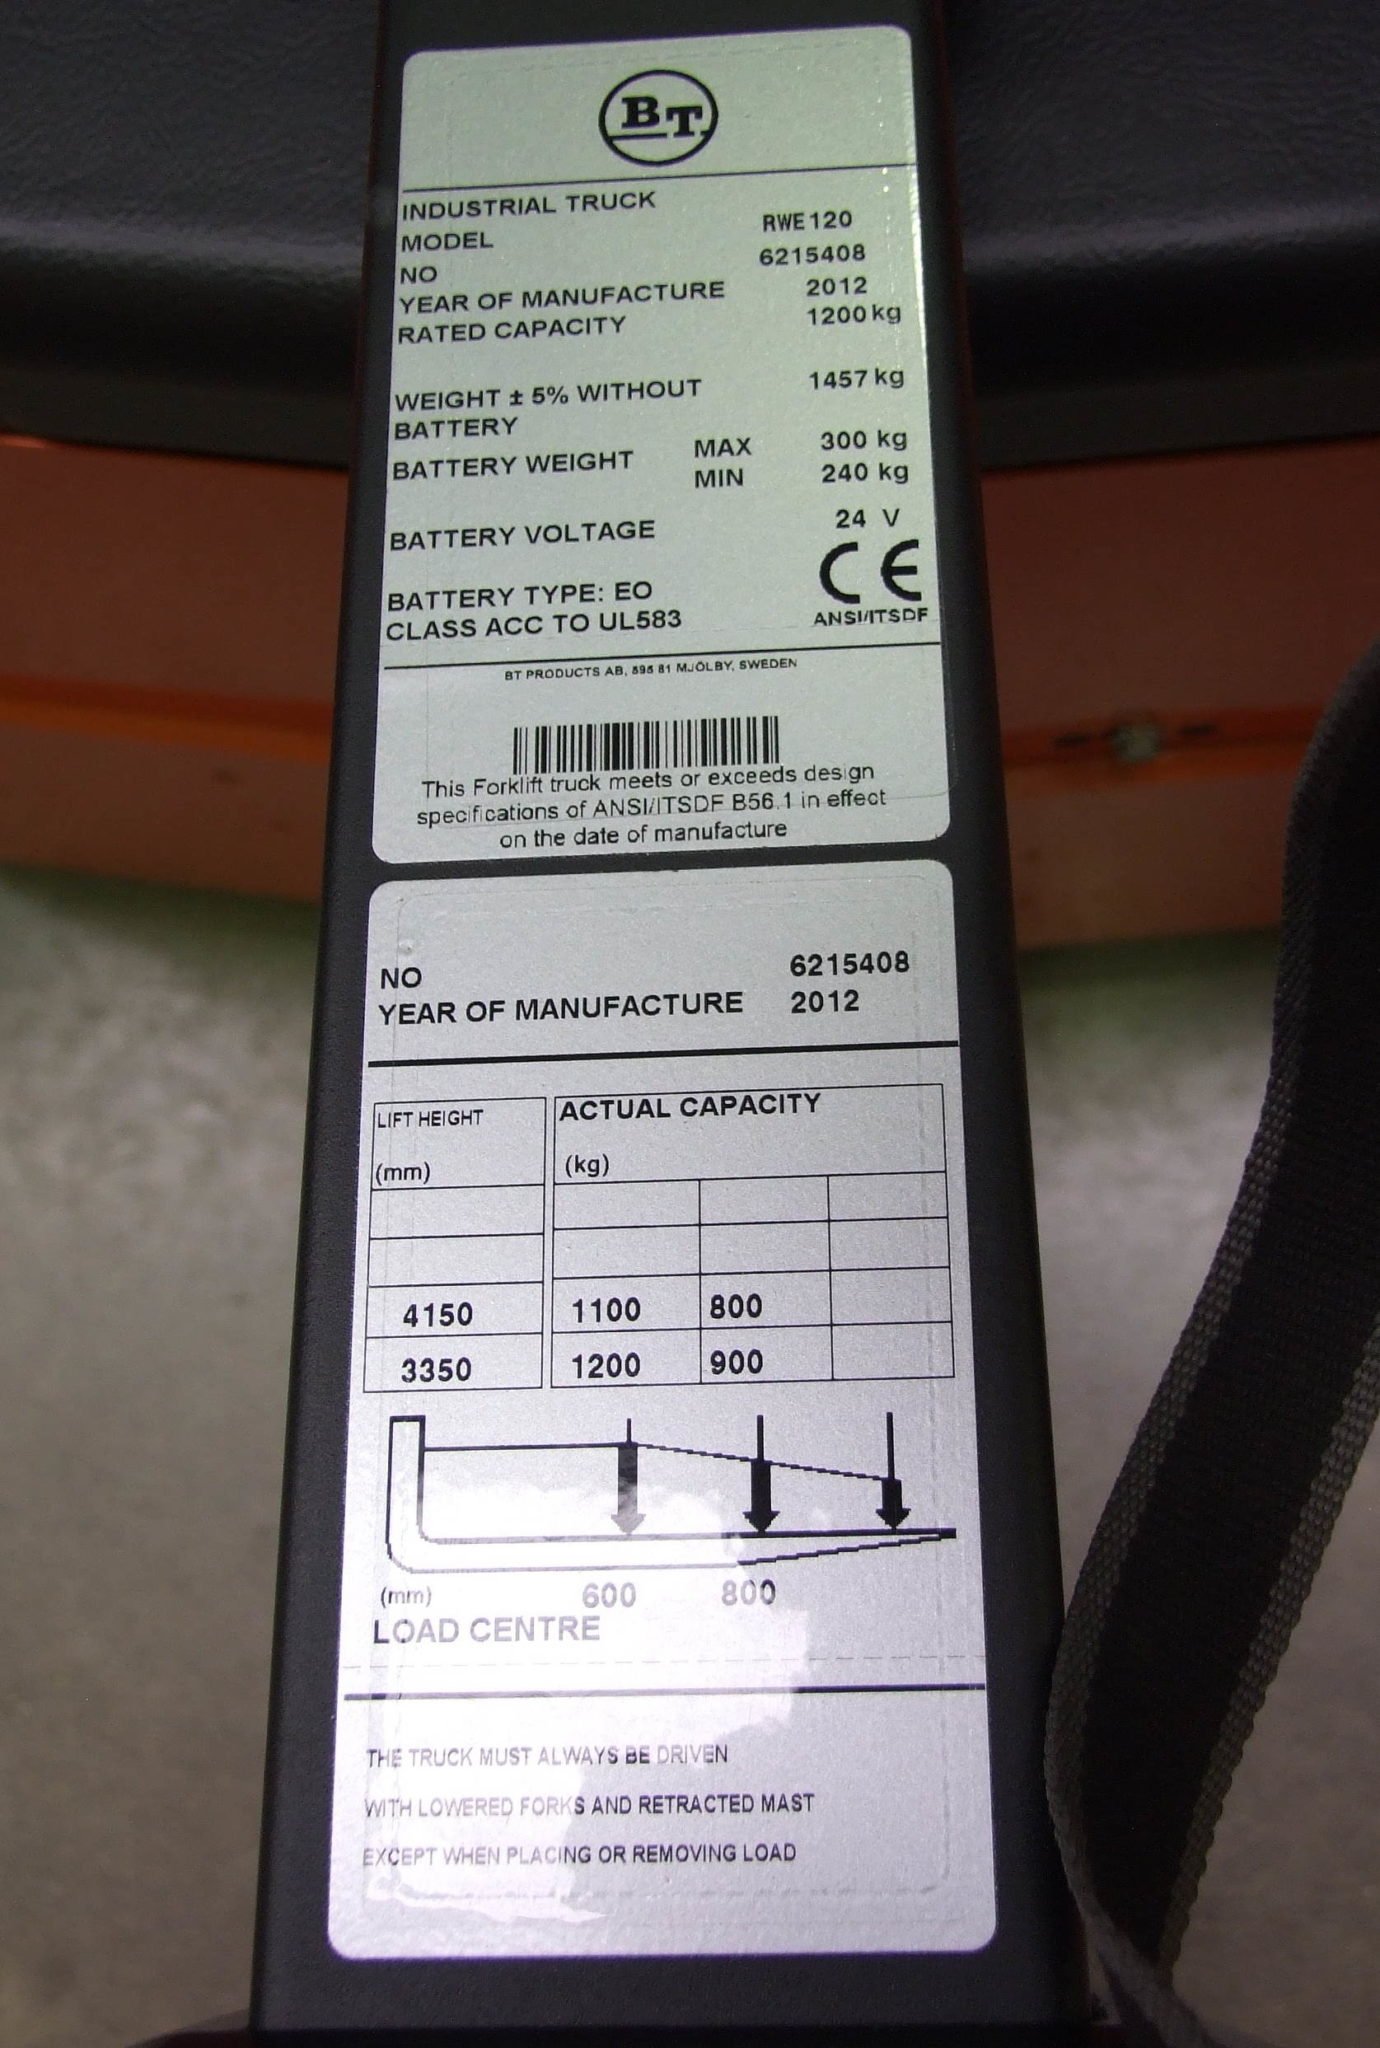 BT
INDUSTRIAL TRUCK
MODEL RWE120
NO 6215408
YEAR OF MANUFACTURE 2012
RATED CAPACITY 1200 kg
WEIGHT ± 5% WITHOUT 1457 kg
BATTERY
BATTERY WEIGHT MAX 300 kg
MIN 240 kg
BATTERY VOLTAGE 24 V
BATTERY TYPE: EO CE
CLASS ACC TO UL583 ANSI/ITSDF
BT PRODUCTS AB, 595 81 MJÖLBY, SWEDEN
This Forklift truck meets or exceeds design
specifications of ANSI/ITSDF B56.1 in effect
on the date of manufacture
NO 6215408
YEAR OF MANUFACTURE 2012
LIFT HEIGHT ACTUAL CAPACITY
(mm) (kg)
4150 1100 800
3350 1200 900
(mm) 600 800
LOAD CENTRE
THE TRUCK MUST ALWAYS BE DRIVEN
WITH LOWERED FORKS AND RETRACTED MAST
EXCEPT WHEN PLACING OR REMOVING LOAD